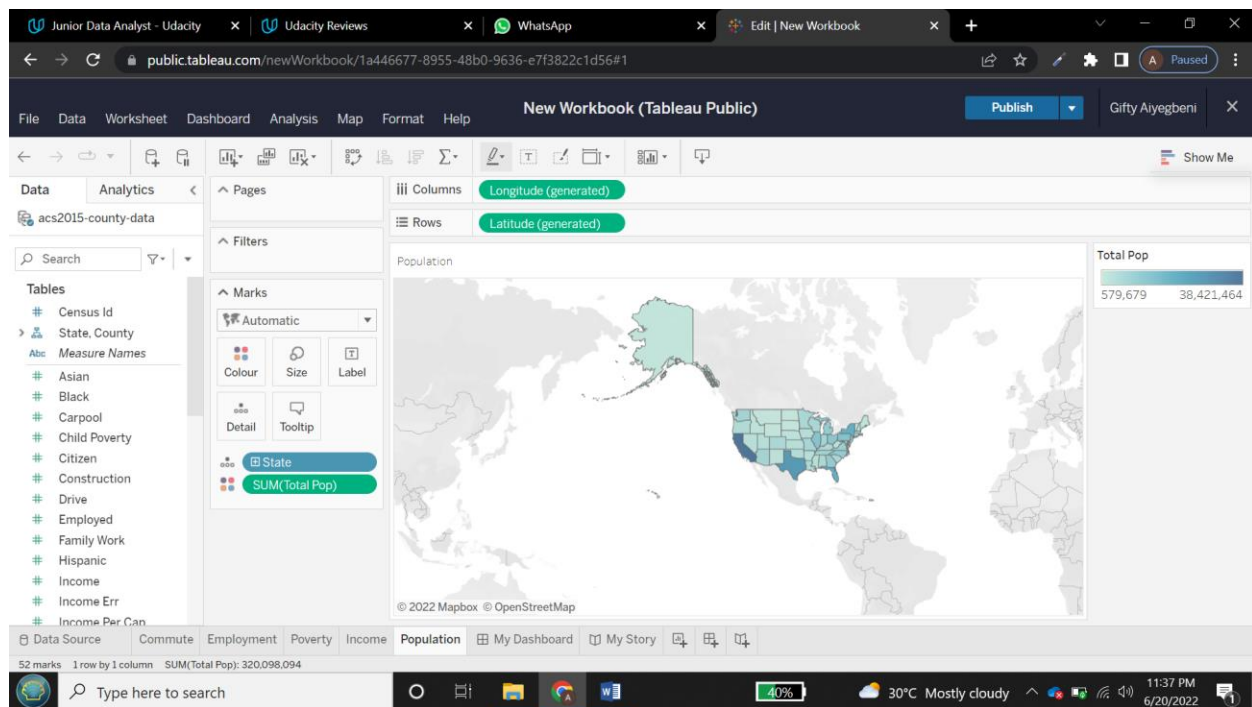 Junior Data Analyst - Udacity
Udacity Reviews
WhatsApp
Edit | New Workbook
public.tableau.com/newWorkbook/1a446677-8955-48b0-9636-e7f3822c1d56#1
A Paused
New Workbook (Tableau Public)
Publish
Gifty Aiyegbeni
File Data Worksheet Dashboard Analysis Map Format Help
Show Me
Data Analytics
acs2015-county-data
Search
Tables
# Census Id
State, County
Abc Measure Names
# Asian
# Black
# Carpool
# Child Poverty
# Citizen
# Construction
# Drive
# Employed
# Family Work
# Hispanic
# Income
# Income Err
# Income Per Cap
Pages
Filters
Marks
Automatic
Colour Size Label
Detail Tooltip
State
SUM(Total Pop)
iii Columns Longitude (generated)
Rows Latitude (generated)
Population
© 2022 Mapbox © OpenStreetMap
Total Pop
579,679 38,421,464
Data Source Commute Employment Poverty Income Population My Dashboard My Story
52 marks 1 row by 1 column SUM(Total Pop): 320,098,094
Type here to search
40%
30°C Mostly cloudy
11:37 PM
6/20/2022
1